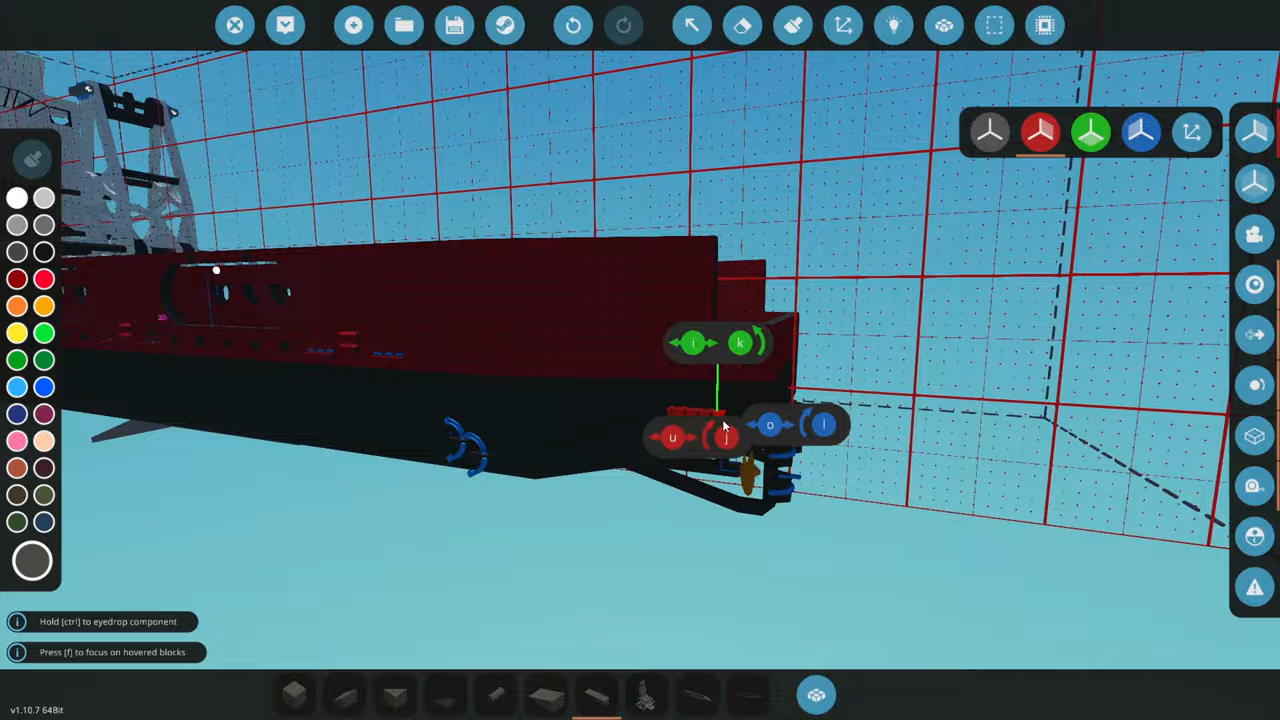 i k
u j o l
Hold [ctrl] to eyedrop component
Press [f] to focus on hovered blocks
v1.10.7 64Bit